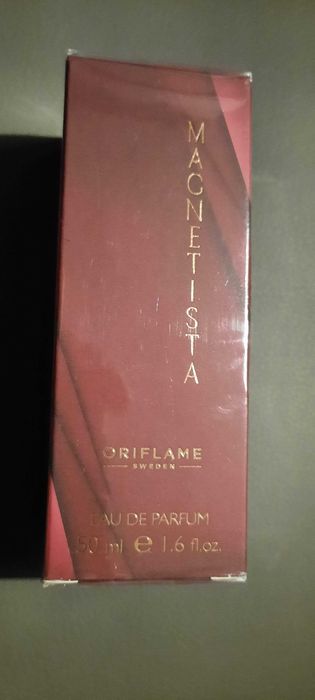 MAGNETISTA
ORIFLAME
SWEDEN
EAU DE PARFUM
50 ml e 1.6 fl.oz.